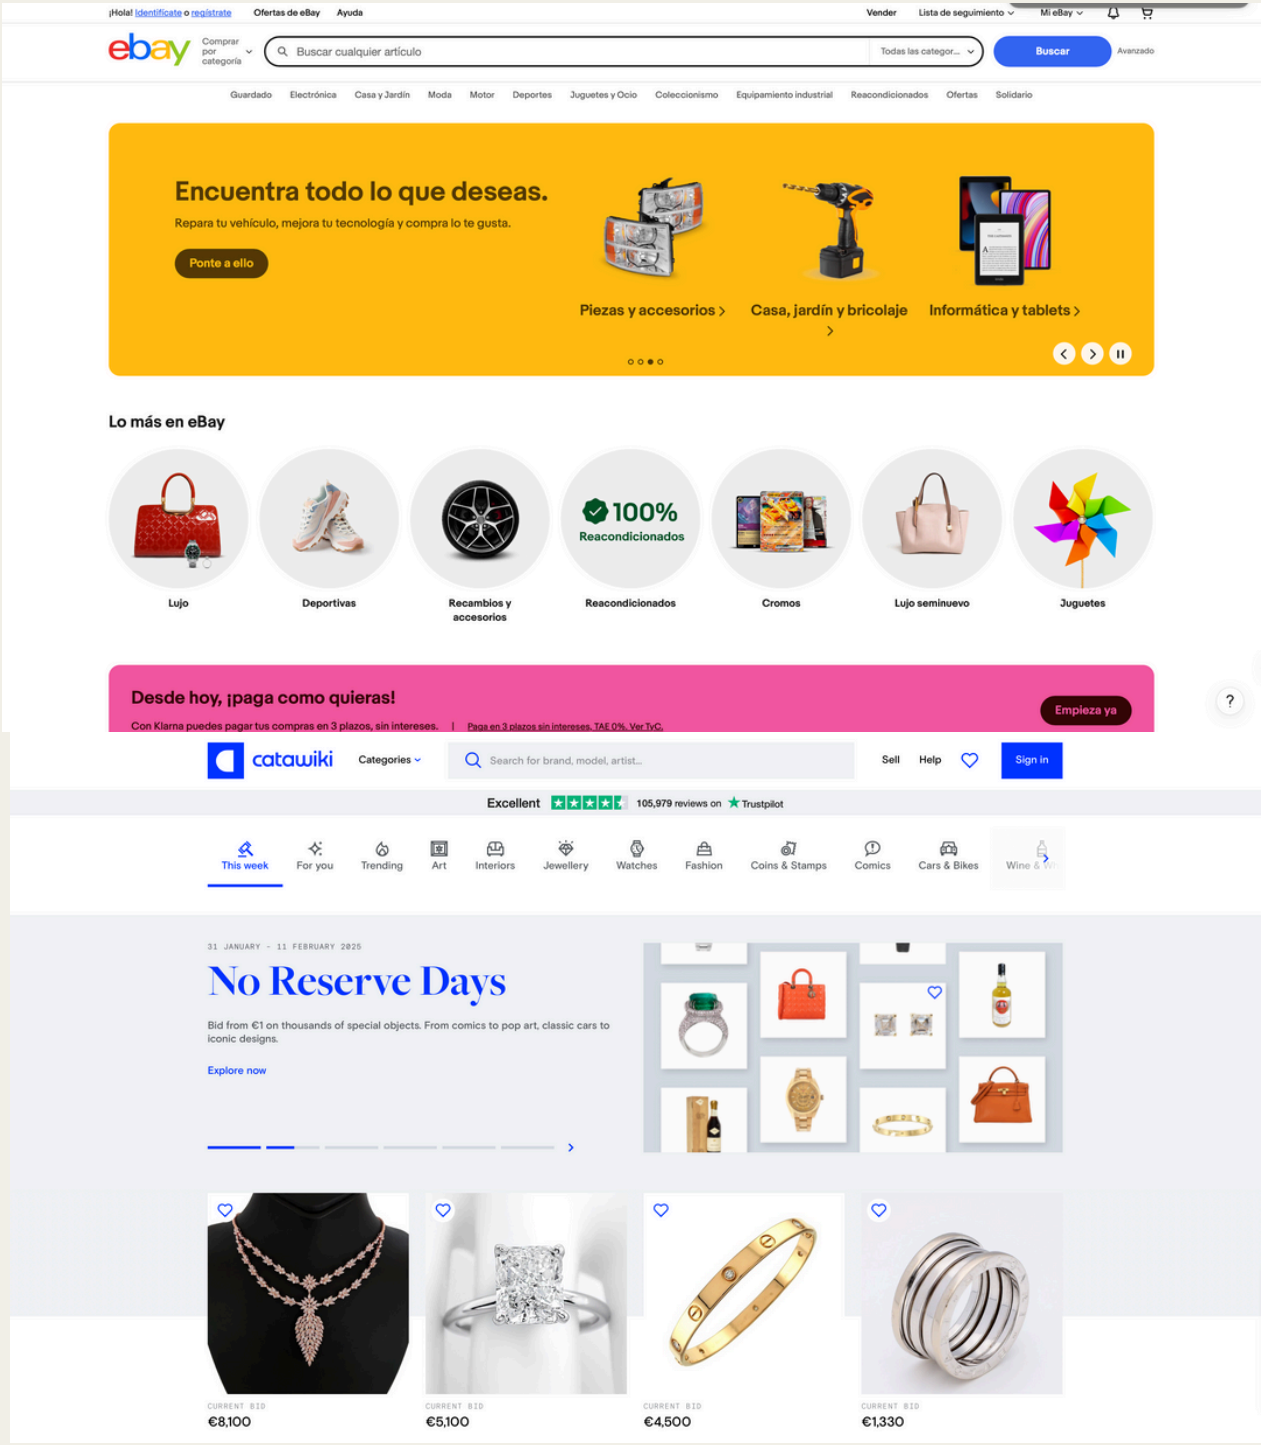 ¡Hola! Identifícate o regístrate Ofertas de eBay Ayuda Vender Lista de seguimiento Mi eBay
ebay Comprar por categoría Buscar cualquier artículo Todas las categor... Buscar Avanzado
Guardado Electrónica Casa y Jardín Moda Motor Deportes Juguetes y Ocio Coleccionismo Equipamiento industrial Reacondicionados Ofertas Solidario
Encuentra todo lo que deseas.
Repara tu vehículo, mejora tu tecnología y compra lo te gusta.
Ponte a ello
Piezas y accesorios > Casa, jardín y bricolaje > Informática y tablets >
Lo más en eBay
100%
Reacondicionados
Lujo Deportivas Recambios y accesorios Reacondicionados Cromos Lujo seminuevo Juguetes
Desde hoy, ¡paga como quieras!
Con Klarna puedes pagar tus compras en 3 plazos, sin intereses. | Paga en 3 plazos sin intereses, TAE 0%. Ver TyC.
Empieza ya
?
catawiki Categories Search for brand, model, artist... Sell Help Sign in
Excellent 105,979 reviews on Trustpilot
This week For you Trending Art Interiors Jewellery Watches Fashion Coins & Stamps Comics Cars & Bikes Wine &
31 JANUARY - 11 FEBRUARY 2025
No Reserve Days
Bid from €1 on thousands of special objects. From comics to pop art, classic cars to
iconic designs.
Explore now
CURRENT BID CURRENT BID CURRENT BID CURRENT BID
€8,100 €5,100 €4,500 €1,330